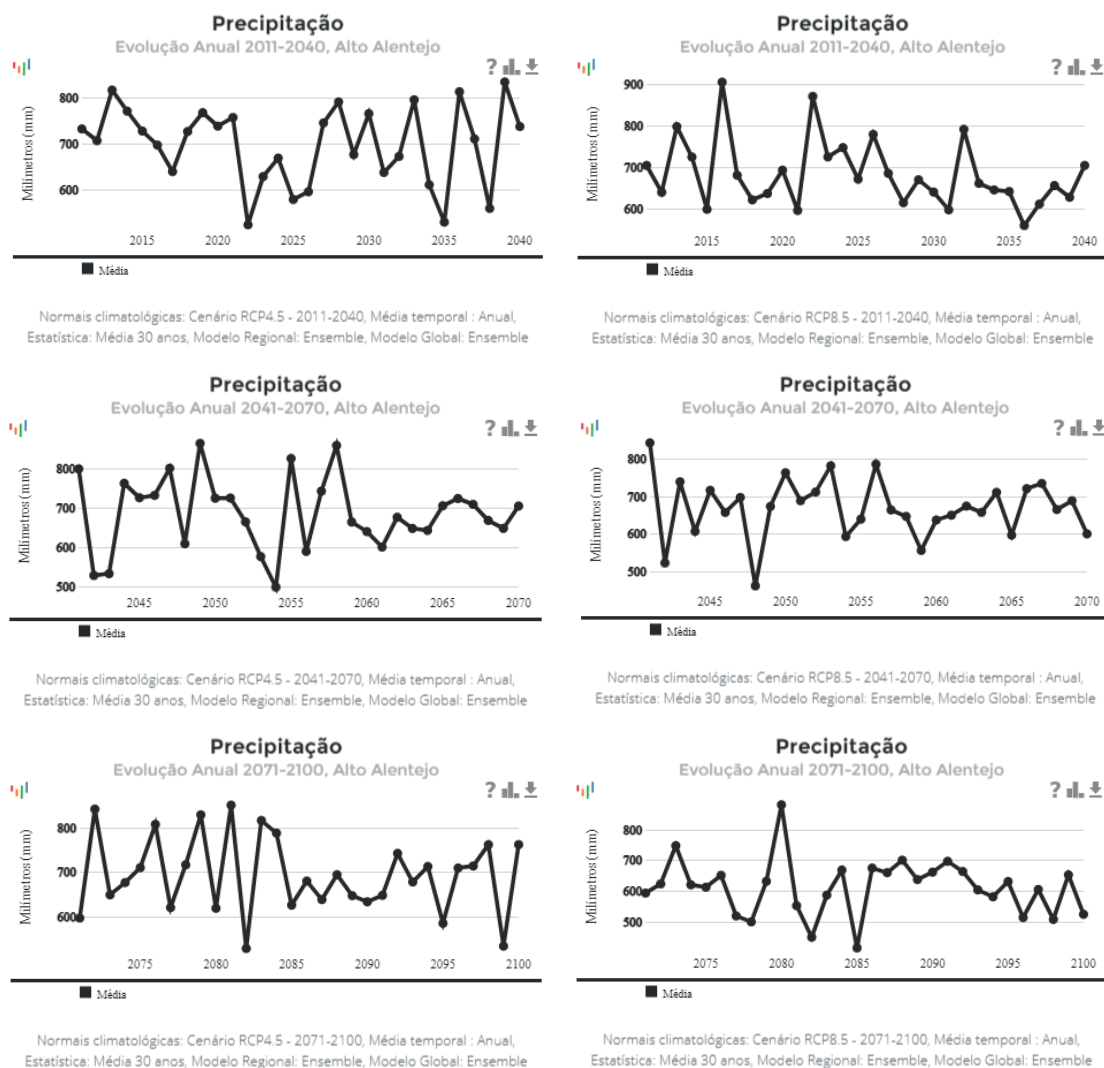 Precipitação
Evolução Anual 2011-2040, Alto Alentejo
?
Milímetros (mm)
800
700
600
2015 2020 2025 2030 2035 2040
Média
Normais climatológicas: Cenário RCP4.5 - 2011-2040, Média temporal : Anual,
Estatística: Média 30 anos, Modelo Regional: Ensemble, Modelo Global: Ensemble
Precipitação
Evolução Anual 2011-2040, Alto Alentejo
?
Milímetros (mm)
900
800
700
600
2015 2020 2025 2030 2035 2040
Média
Normais climatológicas: Cenário RCP8.5 - 2011-2040, Média temporal : Anual,
Estatística: Média 30 anos, Modelo Regional: Ensemble, Modelo Global: Ensemble
Precipitação
Evolução Anual 2041-2070, Alto Alentejo
?
Milímetros (mm)
800
700
600
500
2045 2050 2055 2060 2065 2070
Média
Normais climatológicas: Cenário RCP4.5 - 2041-2070, Média temporal : Anual,
Estatística: Média 30 anos, Modelo Regional: Ensemble, Modelo Global: Ensemble
Precipitação
Evolução Anual 2041-2070, Alto Alentejo
?
Milímetros (mm)
800
700
600
500
2045 2050 2055 2060 2065 2070
Média
Normais climatológicas: Cenário RCP8.5 - 2041-2070, Média temporal : Anual,
Estatística: Média 30 anos, Modelo Regional: Ensemble, Modelo Global: Ensemble
Precipitação
Evolução Anual 2071-2100, Alto Alentejo
?
Milímetros (mm)
800
700
600
2075 2080 2085 2090 2095 2100
Média
Normais climatológicas: Cenário RCP4.5 - 2071-2100, Média temporal : Anual,
Estatística: Média 30 anos, Modelo Regional: Ensemble, Modelo Global: Ensemble
Precipitação
Evolução Anual 2071-2100, Alto Alentejo
?
Milímetros (mm)
800
700
600
500
2075 2080 2085 2090 2095 2100
Média
Normais climatológicas: Cenário RCP8.5 - 2071-2100, Média temporal : Anual,
Estatística: Média 30 anos, Modelo Regional: Ensemble, Modelo Global: Ensemble